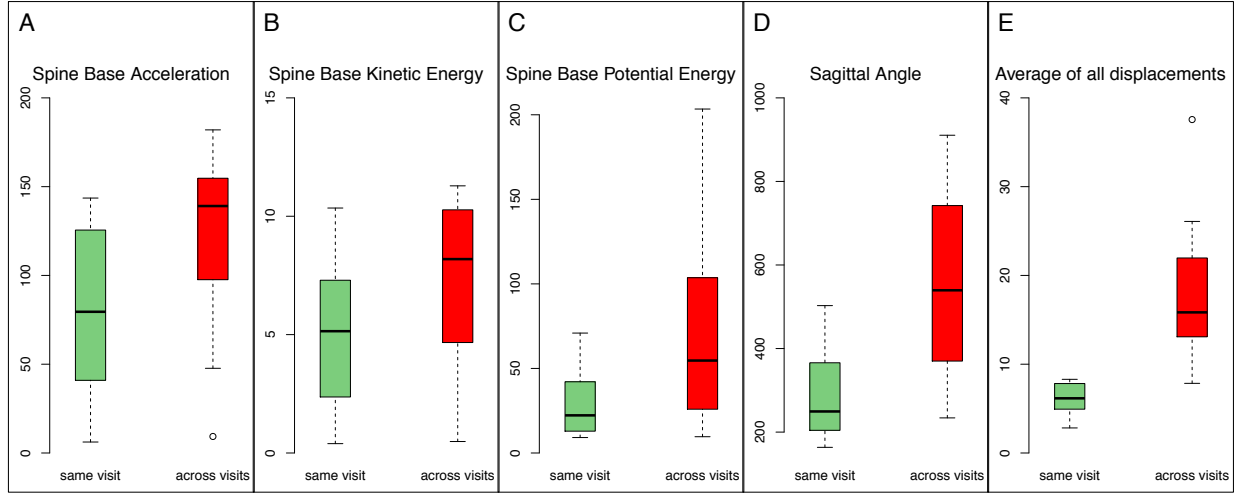 A
Spine Base Acceleration
200
150
100
50
0
same visit
across visits
B
Spine Base Kinetic Energy
15
10
5
0
same visit
across visits
C
Spine Base Potential Energy
200
150
100
50
0
same visit
across visits
D
Sagittal Angle
1000
800
600
400
200
same visit
across visits
E
Average of all displacements
40
30
20
10
0
same visit
across visits